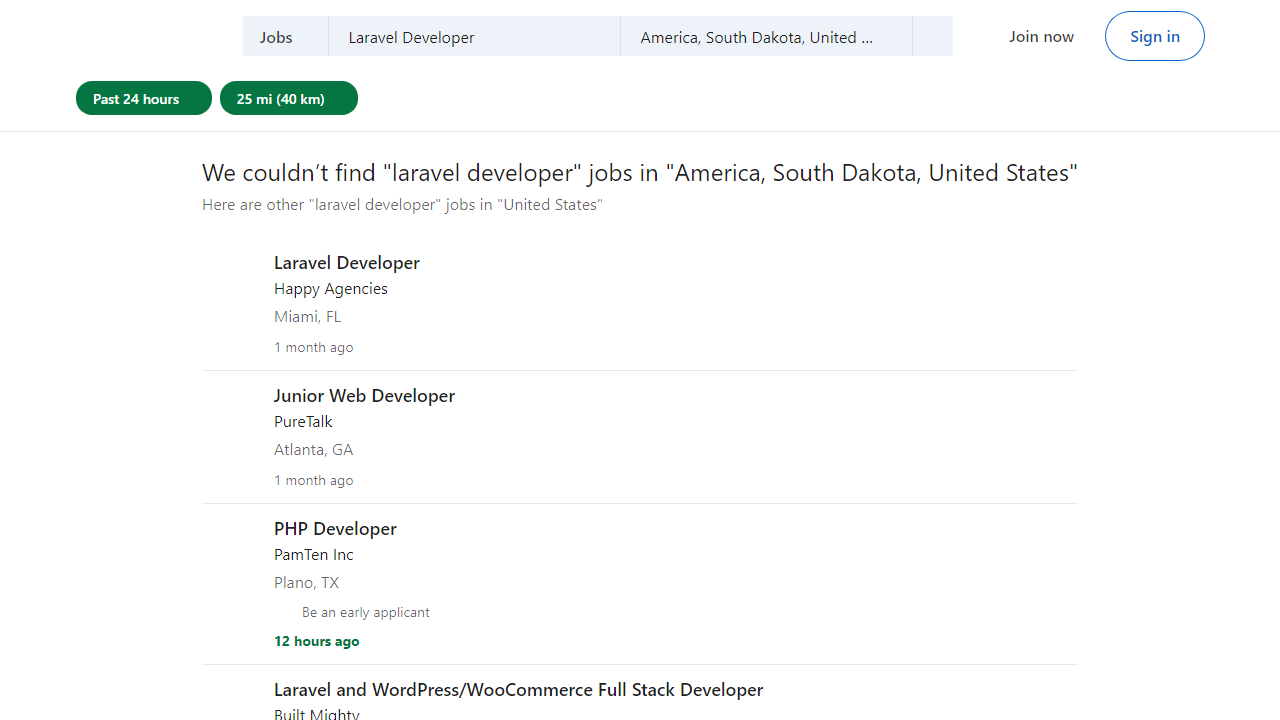 Jobs
Laravel Developer
America, South Dakota, United ...
Join now
Sign in
Past 24 hours
25 mi (40 km)
We couldn’t find "laravel developer" jobs in "America, South Dakota, United States"
Here are other "laravel developer" jobs in "United States"
Laravel Developer
Happy Agencies
Miami, FL
1 month ago
Junior Web Developer
PureTalk
Atlanta, GA
1 month ago
PHP Developer
PamTen Inc
Plano, TX
Be an early applicant
12 hours ago
Laravel and WordPress/WooCommerce Full Stack Developer
Built Mighty